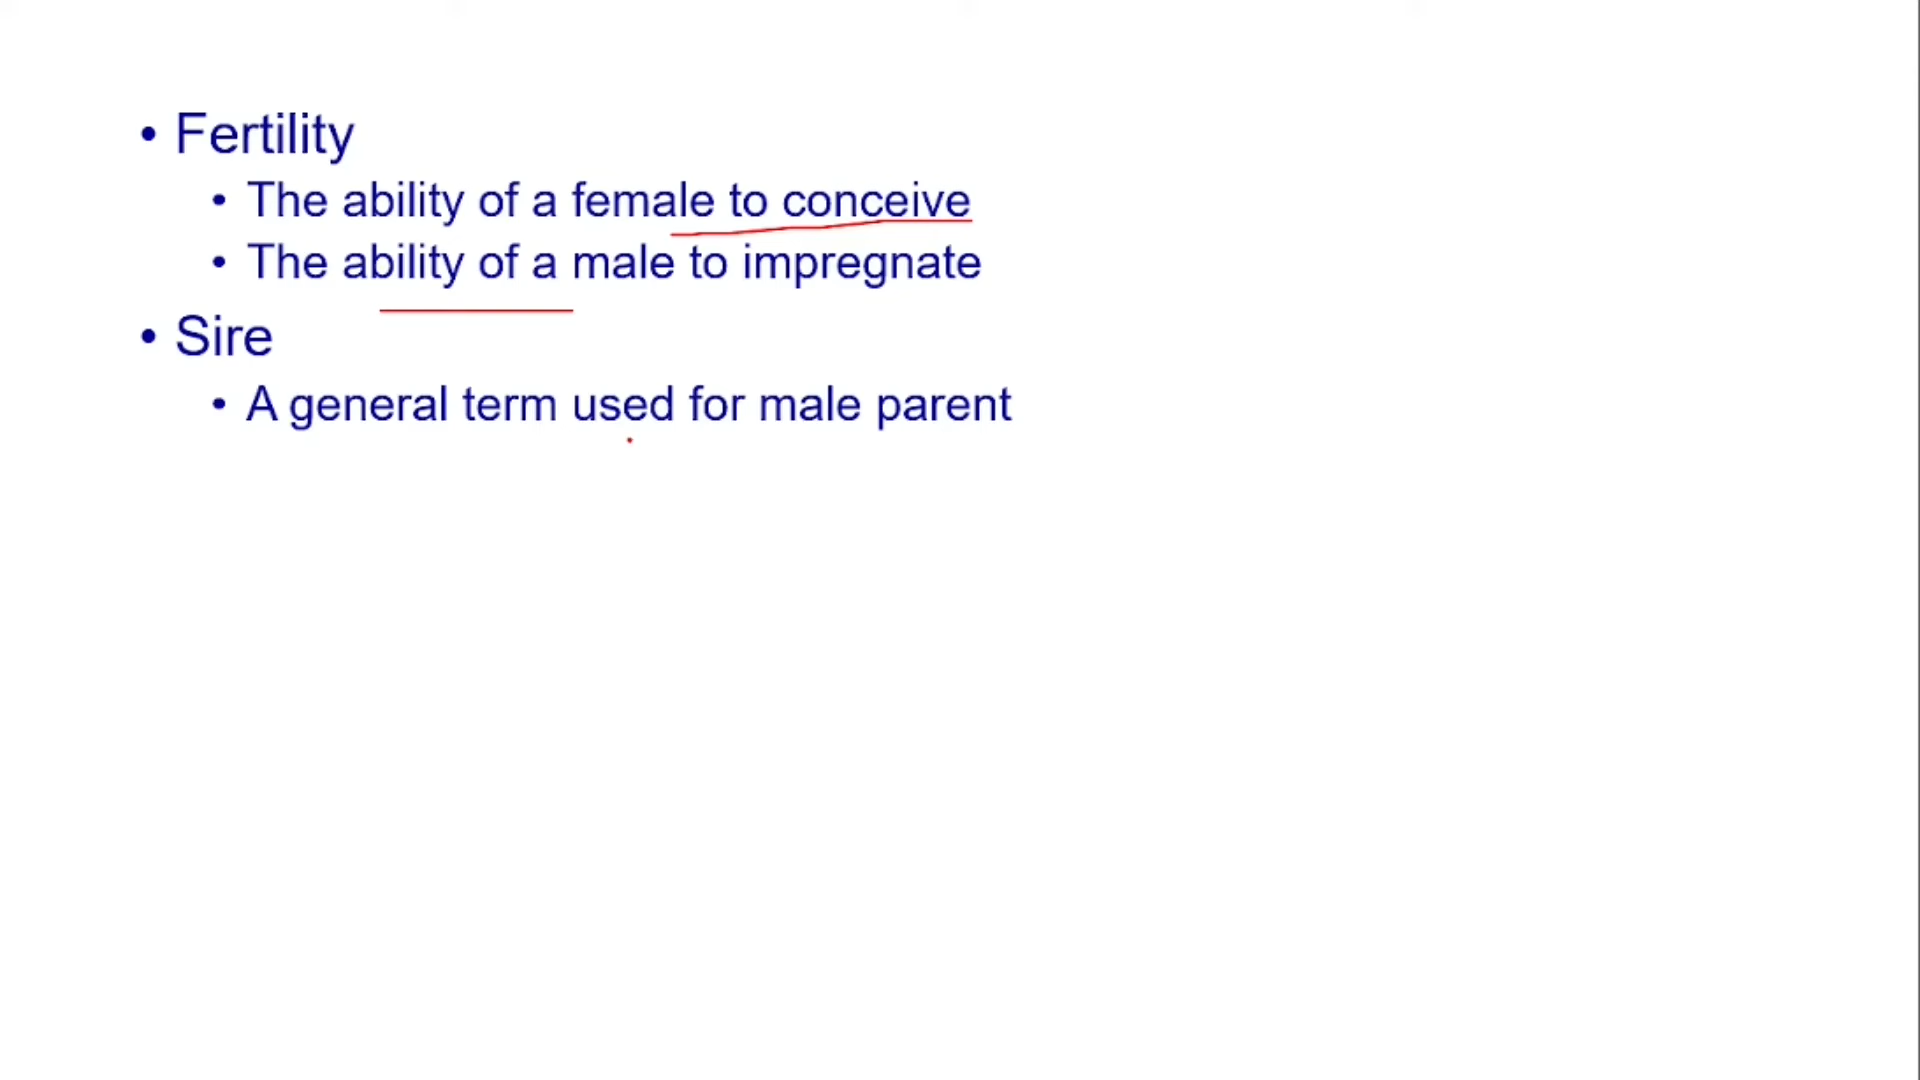 • Fertility
• The ability of a female to conceive
• The ability of a male to impregnate
• Sire
• A general term used for male parent